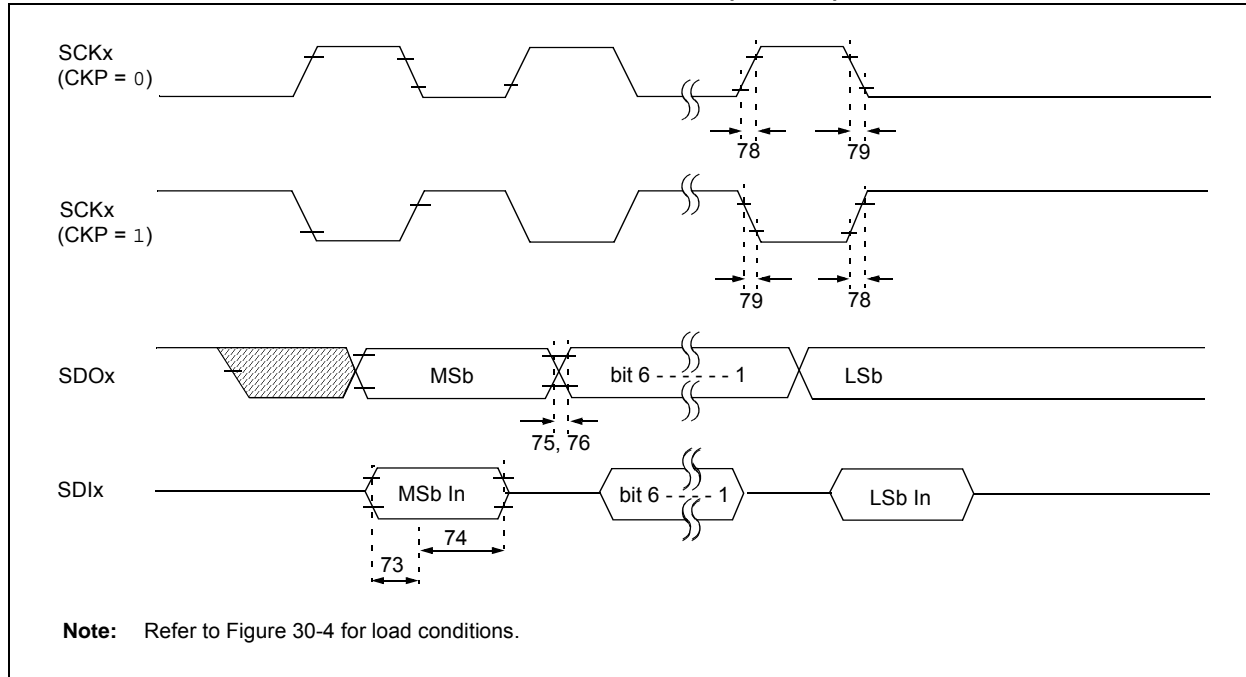 SCKx
(CKP = 0)
78
79
SCKx
(CKP = 1)
79
78
SDOx
MSb
bit 6 - - - - - - 1
LSb
75, 76
SDIx
MSb In
bit 6 - - - - 1
LSb In
74
73
Note: Refer to Figure 30-4 for load conditions.